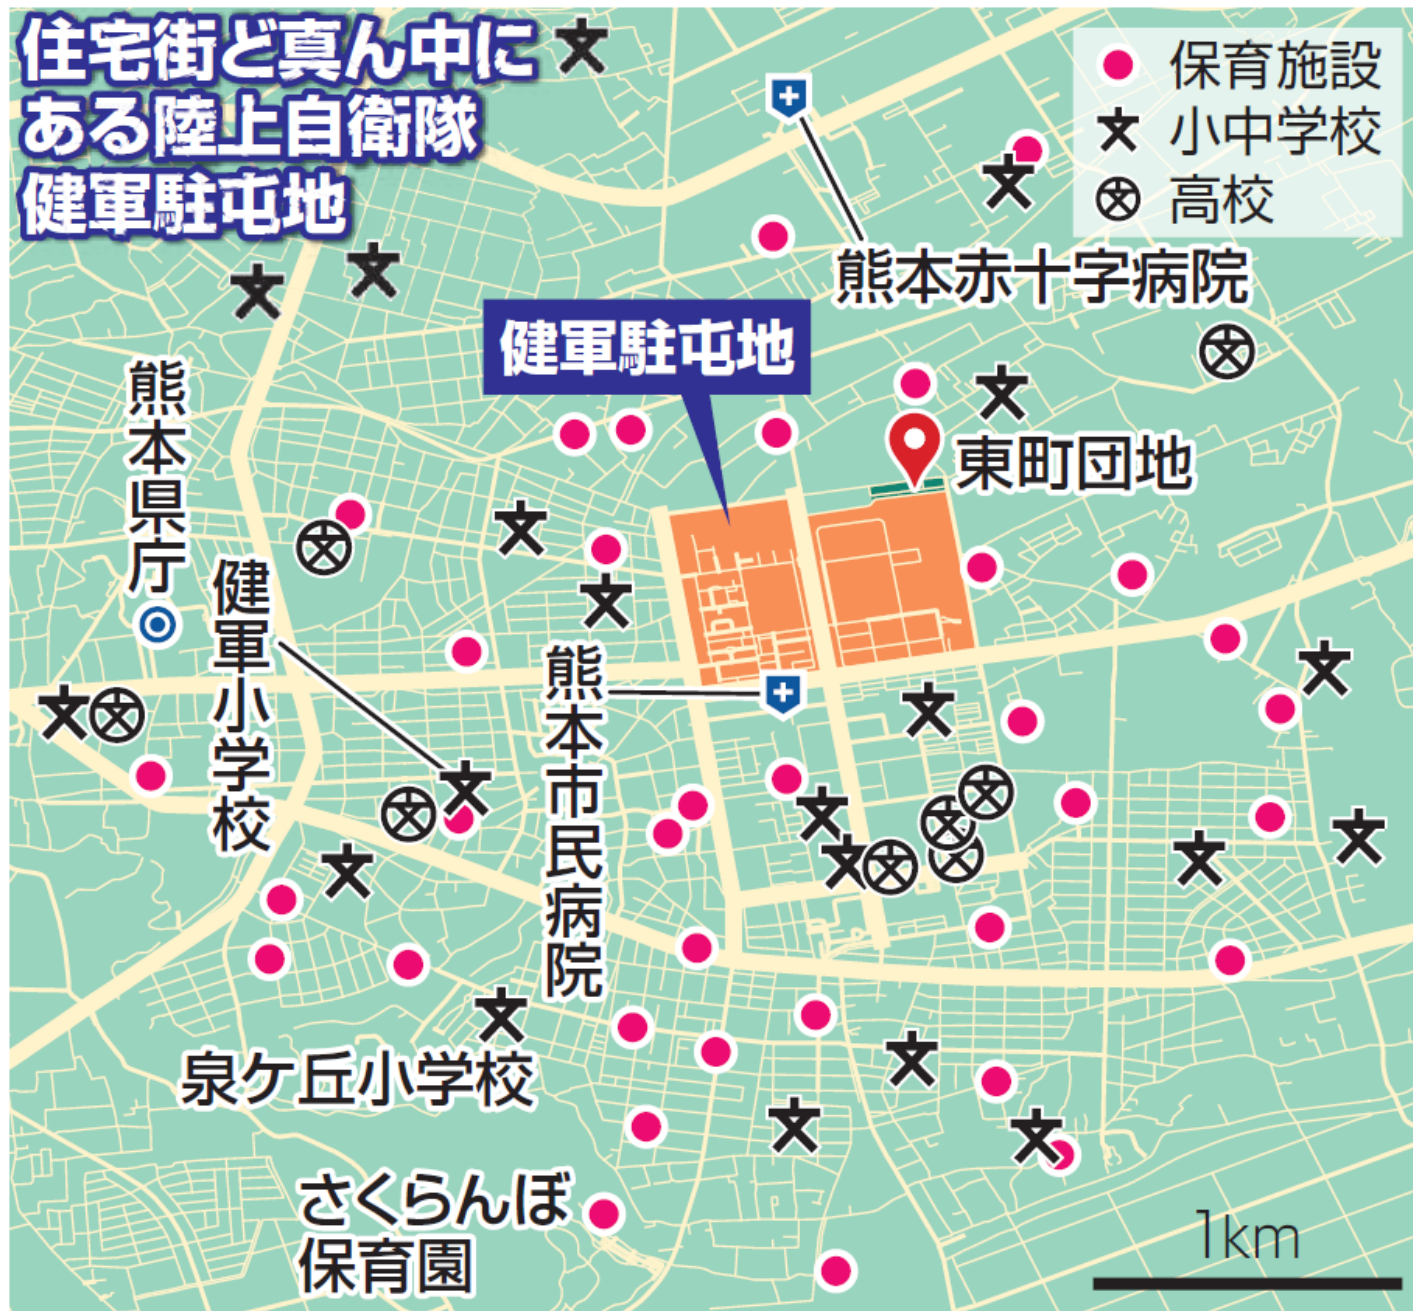 住宅街ど真ん中に
ある陸上自衛隊
健軍駐屯地
保育施設
小中学校
高校
熊本赤十字病院
健軍駐屯地
東町団地
熊本県庁
健軍小学校
熊本市民病院
泉ケ丘小学校
さくらんぼ
保育園
1km